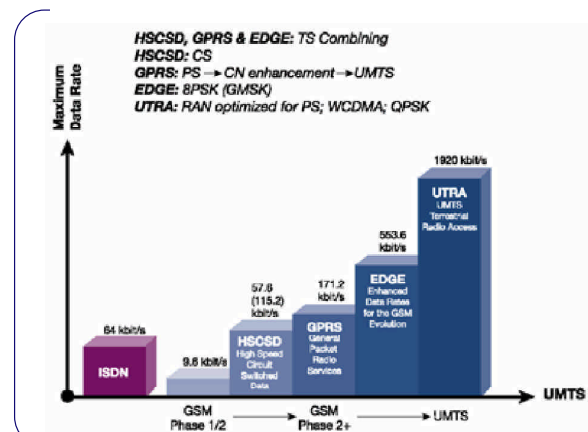 HSCSD, GPRS & EDGE: TS Combining
HSCSD: CS
GPRS: PS → CN enhancement → UMTS
EDGE: 8PSK (GMSK)
UTRA: RAN optimized for PS; WCDMA; QPSK
Maximum
Data Rate
1920 kbit/s
UTRA
UMTS
Terrestrial
Radio Access
553.6
kbit/s
EDGE
Enhanced
Data Rates
for the GSM
Evolution
171.2
kbit/s
GPRS
General
Packet
Radio
Services
57.6
(115.2)
kbit/s
HSCSD
High Speed
Circuit
Switched
Data
9.6 kbit/s
64 kbit/s
ISDN
UMTS
GSM
Phase 1/2
GSM
Phase 2+
UMTS